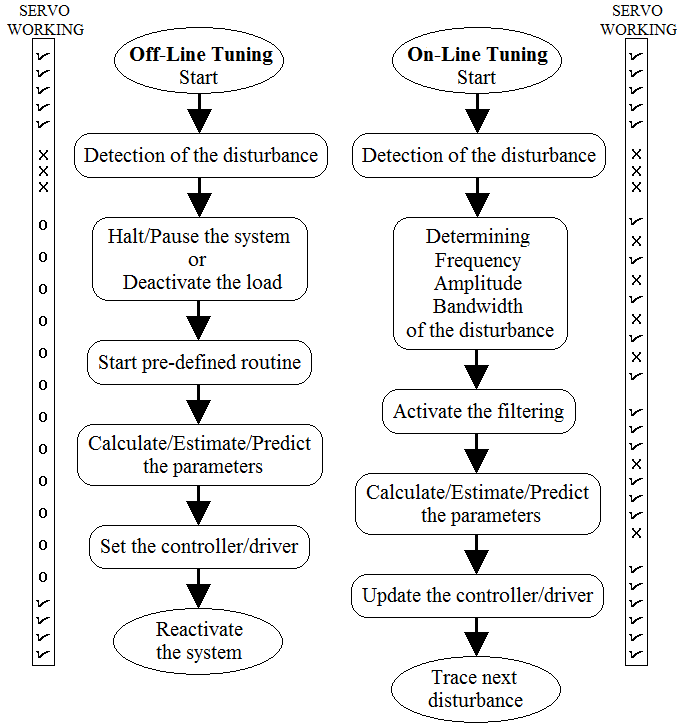 SERVO
WORKING
Off-Line Tuning
Start
Detection of the disturbance
Halt/Pause the system
or
Deactivate the load
Start pre-defined routine
Calculate/Estimate/Predict
the parameters
Set the controller/driver
Reactivate
the system
On-Line Tuning
Start
Detection of the disturbance
Determining
Frequency
Amplitude
Bandwidth
of the disturbance
Activate the filtering
Calculate/Estimate/Predict
the parameters
Update the controller/driver
Trace next
disturbance
SERVO
WORKING